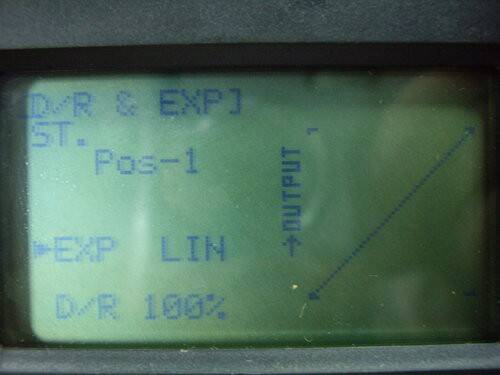 [D/R & EXP]
ST.
Pos-1
EXP LIN
D/R 100%
→OUTPUT